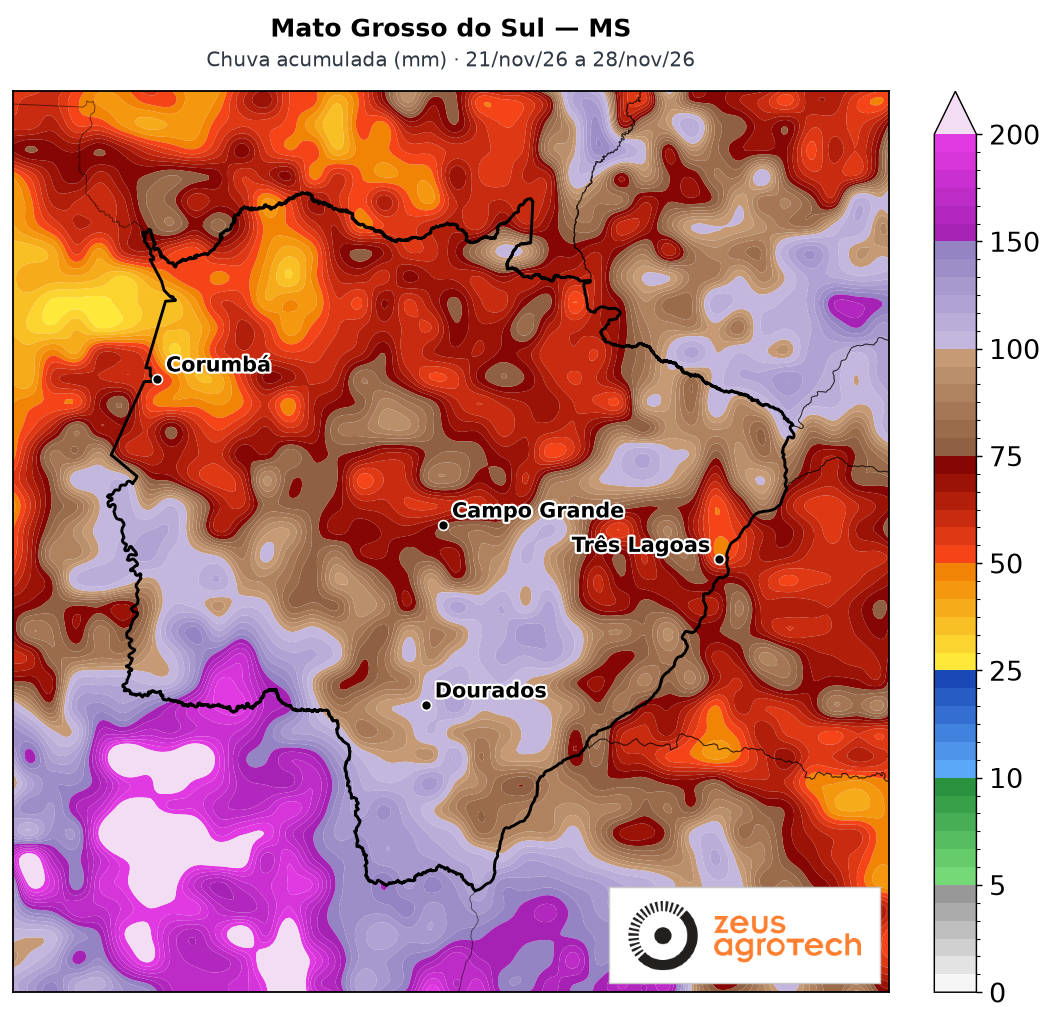 Mato Grosso do Sul — MS
Chuva acumulada (mm) · 21/nov/26 a 28/nov/26
200
150
100
75
50
25
10
5
0
Corumbá
Campo Grande
Três Lagoas
Dourados
zeus
agrotech